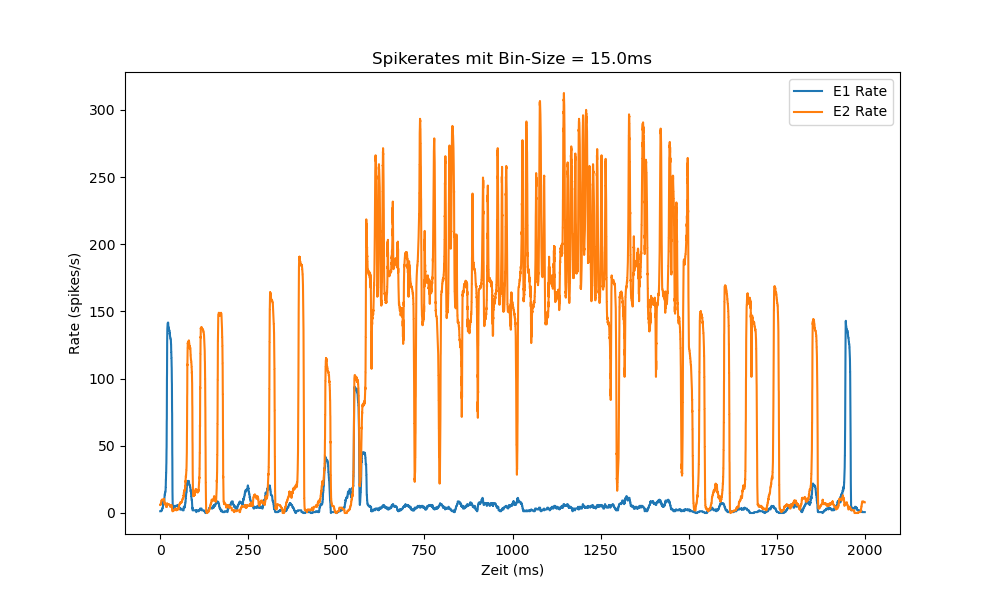 Spikerates mit Bin-Size = 15.0ms
E1 Rate
E2 Rate
300
250
200
150
100
50
0
Rate (spikes/s)
0 250 500 750 1000 1250 1500 1750 2000
Zeit (ms)